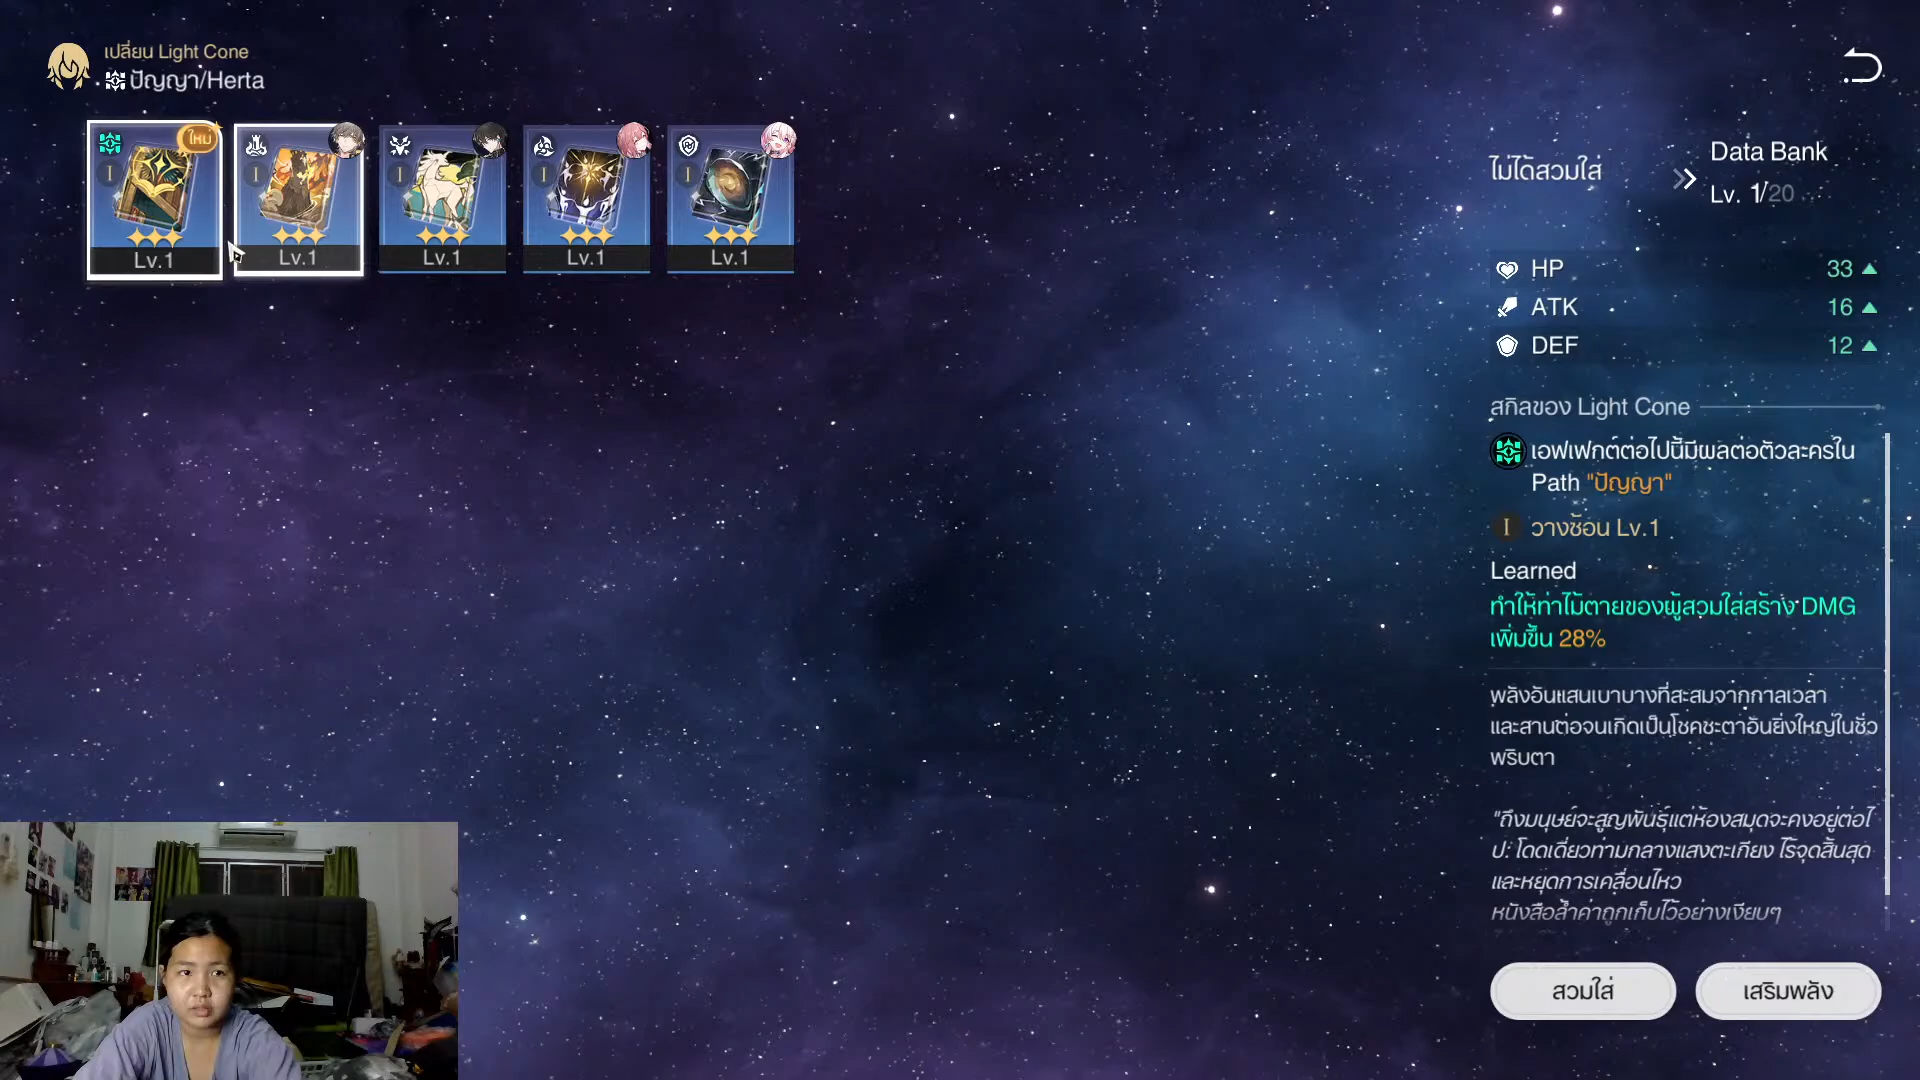 เปลี่ยน Light Cone
ปัญญา/Herta
ใหม่
I
Lv.1
I
Lv.1
I
Lv.1
I
Lv.1
I
Lv.1
ไม่ได้สวมใส่
Data Bank
Lv. 1/20
HP 33
ATK 16
DEF 12
สกิลของ Light Cone
เอฟเฟกต์ต่อไปนี้มีผลต่อตัวละครใน
Path "ปัญญา"
I วางซ้อน Lv.1
Learned
ทำให้ท่าไม้ตายของผู้สวมใส่สร้าง DMG
เพิ่มขึ้น 28%
พลังอันแสนเบาบางที่สะสมจากกาลเวลา
และสานต่อจนเกิดเป็นโชคชะตาอันยิ่งใหญ่ในชั่ว
พริบตา
"ถึงมนุษย์จะสูญพันธุ์แต่ห้องสมุดจะคงอยู่ต่อไ
ป: โดดเดี่ยวท่ามกลางแสงตะเกียง ไร้จุดสิ้นสุด
และหยุดการเคลื่อนไหว
หนังสือล้ำค่าถูกเก็บไว้อย่างเงียบๆ
สวมใส่
เสริมพลัง